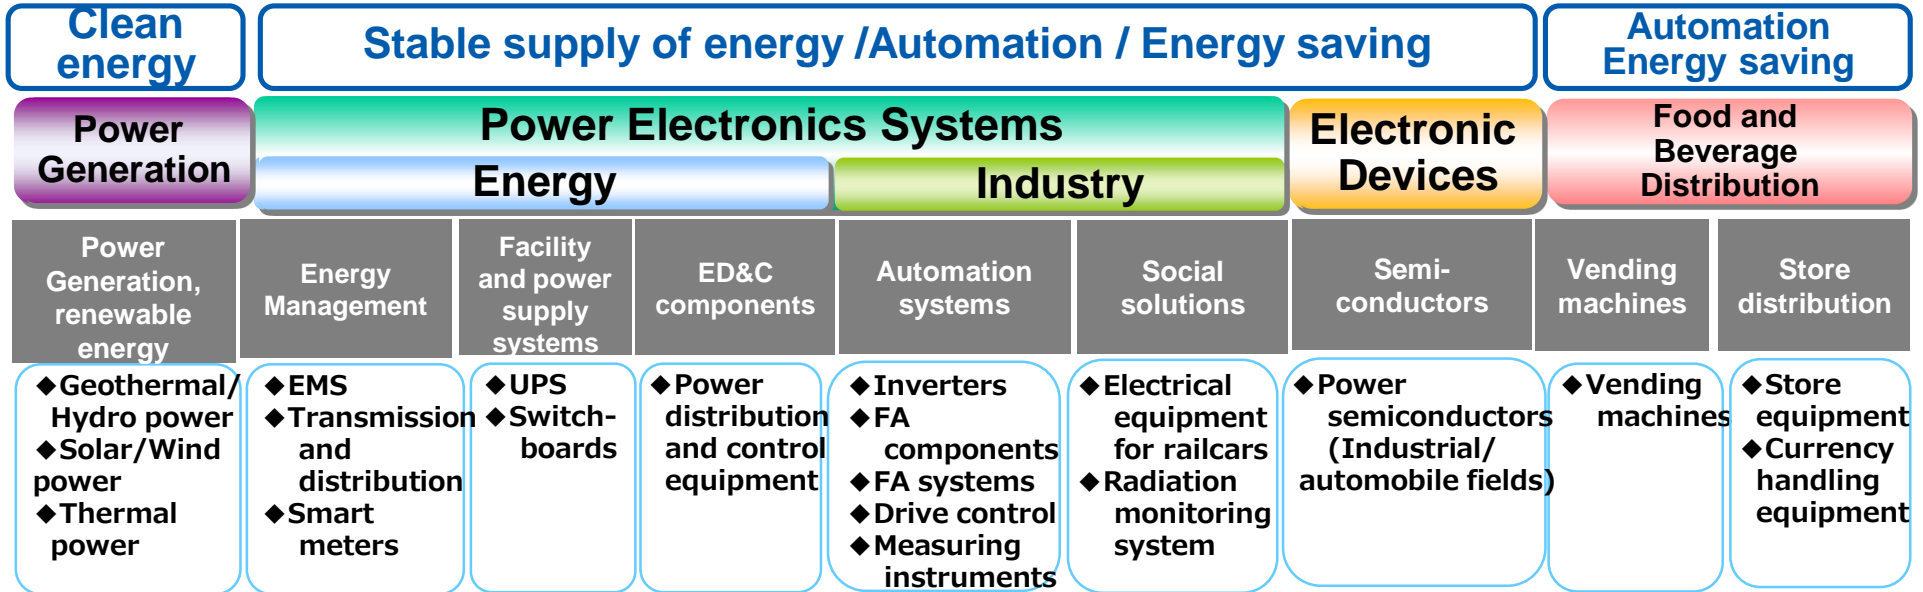 Clean
energy
Stable supply of energy /Automation / Energy saving
Automation
Energy saving
Power
Generation
Power Electronics Systems
Energy
Industry
Electronic
Devices
Food and
Beverage
Distribution
Power
Generation,
renewable
energy
Energy
Management
Facility
and power
supply
systems
ED&C
components
Automation
systems
Social
solutions
Semi-
conductors
Vending
machines
Store
distribution
◆Geothermal/
Hydro power
◆Solar/Wind
power
◆Thermal
power
◆EMS
◆Transmission
and
distribution
◆Smart
meters
◆UPS
◆Switch-
boards
◆Power
distribution
and control
equipment
◆Inverters
◆FA
components
◆FA systems
◆Drive control
◆Measuring
instruments
◆Electrical
equipment
for railcars
◆Radiation
monitoring
system
◆Power
semiconductors
(Industrial/
automobile fields)
◆Vending
machines
◆Store
equipment
◆Currency
handling
equipment